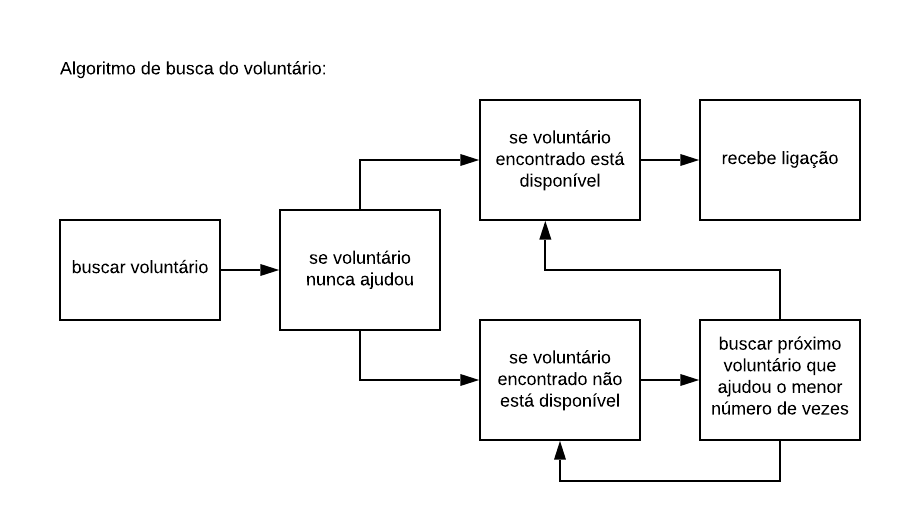 Algoritmo de busca do voluntário:
buscar voluntário
se voluntário
nunca ajudou
se voluntário
encontrado está
disponível
recebe ligação
se voluntário
encontrado não
está disponível
buscar próximo
voluntário que
ajudou o menor
número de vezes